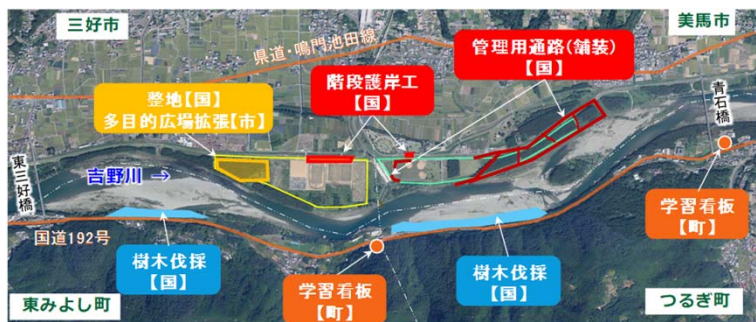 三好市
美馬市
県道・鳴門池田線
管理用通路(舗装)
【国】
階段護岸工
【国】
整地【国】
多目的広場拡張【市】
青石橋
東三好橋
吉野川 →
学習看板
【町】
国道192号
樹木伐採
【国】
学習看板
【町】
樹木伐採
【国】
東みよし町
つるぎ町